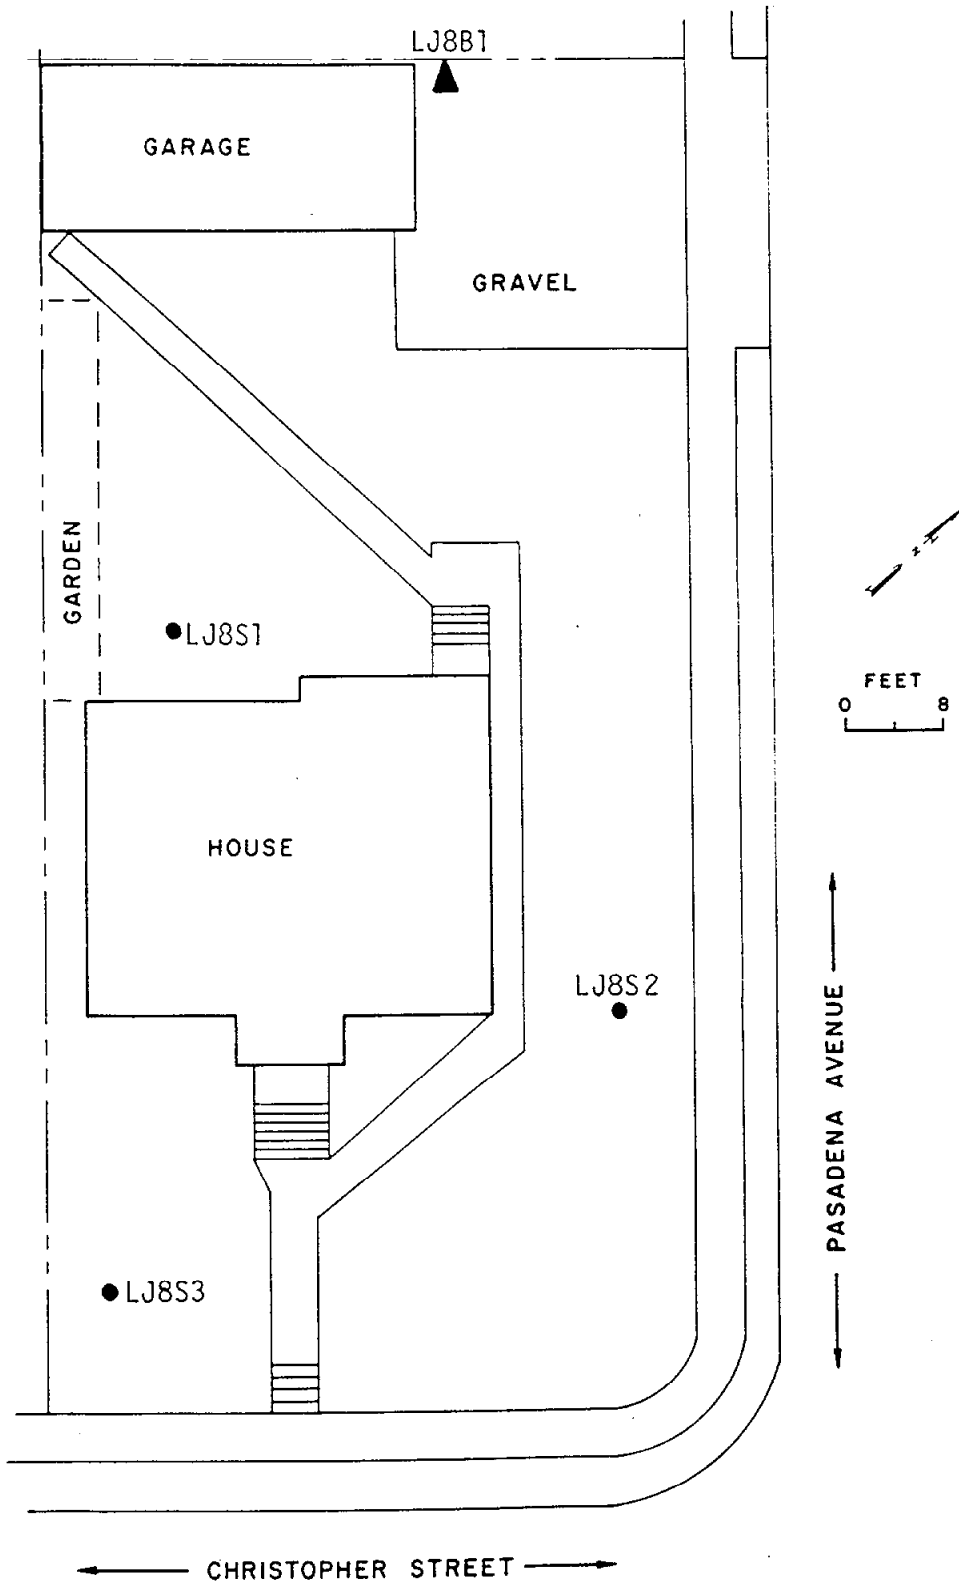 LJ8B1
GARAGE
GRAVEL
GARDEN
N
LJ8S1
FEET
0 8
HOUSE
LJ8S2
PASADENA AVENUE
LJ8S3
CHRISTOPHER STREET